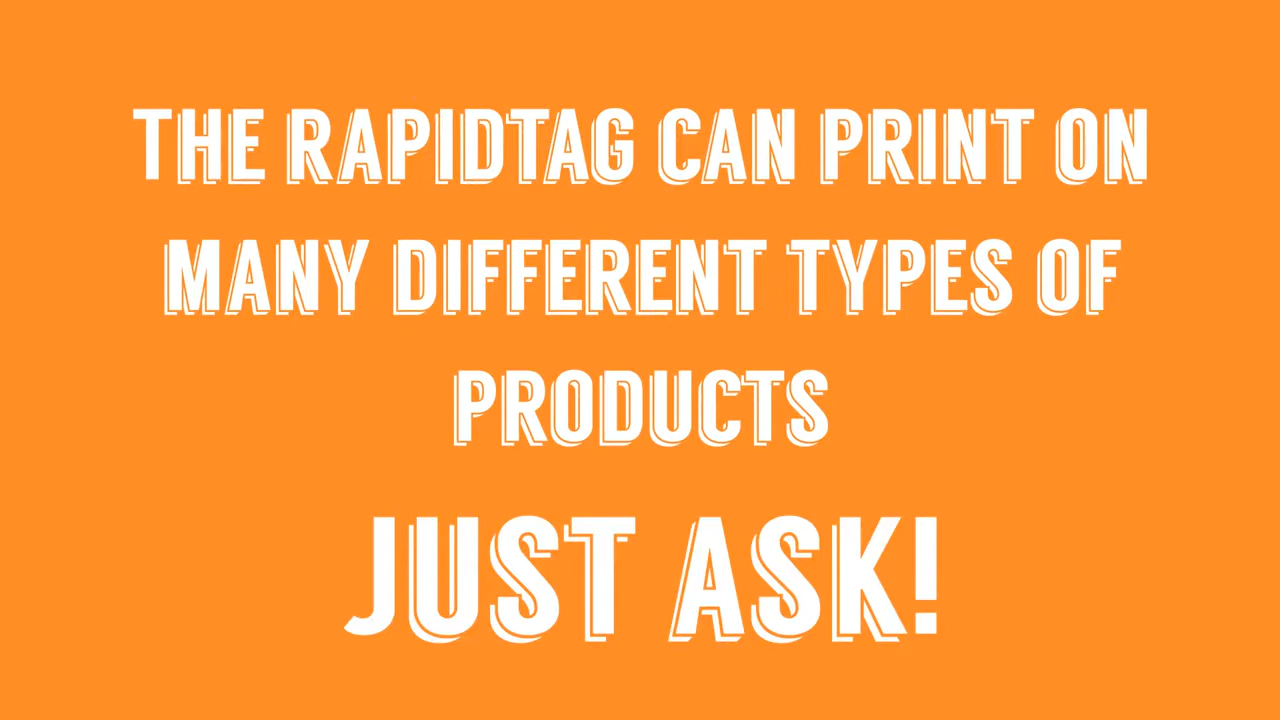 THE RAPIDTAG CAN PRINT ON
MANY DIFFERENT TYPES OF
PRODUCTS
JUST ASK!